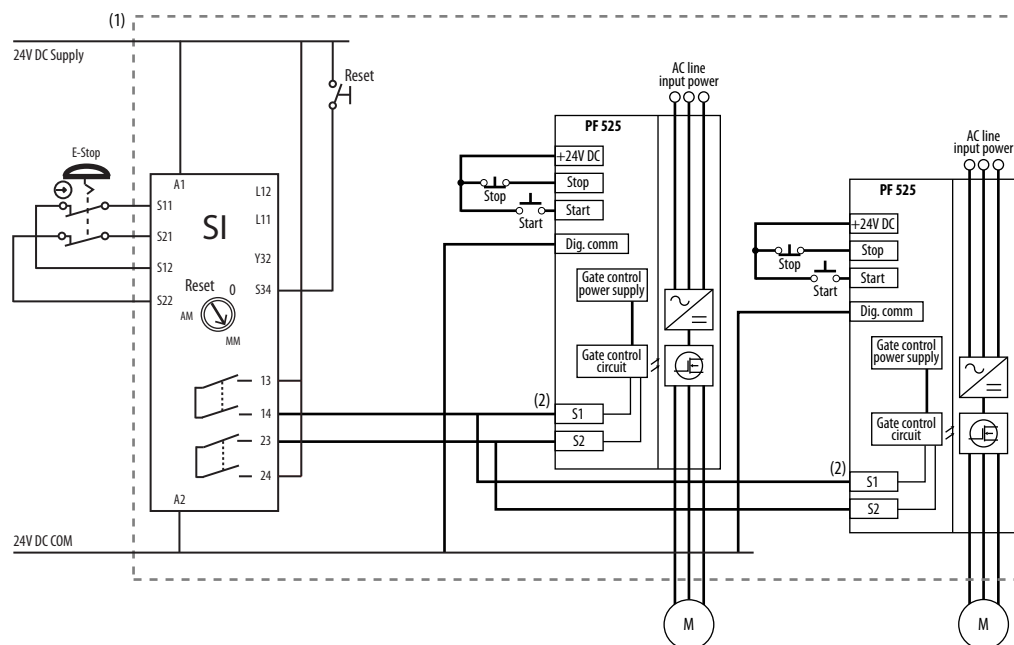 (1)
24V DC Supply
Reset
E-Stop
A1
L12
S11
L11
SI
S21
Y32
S12
S34
S22
Reset 0
AM
MM
13
14
23
24
A2
24V DC COM
AC line
input power
PF 525
+24V DC
Stop
Stop
Start
Start
Dig. comm
Gate control
power supply
Gate control
circuit
(2)
S1
S2
M
AC line
input power
PF 525
+24V DC
Stop
Stop
Start
Start
Dig. comm
Gate control
power supply
Gate control
circuit
(2)
S1
S2
M